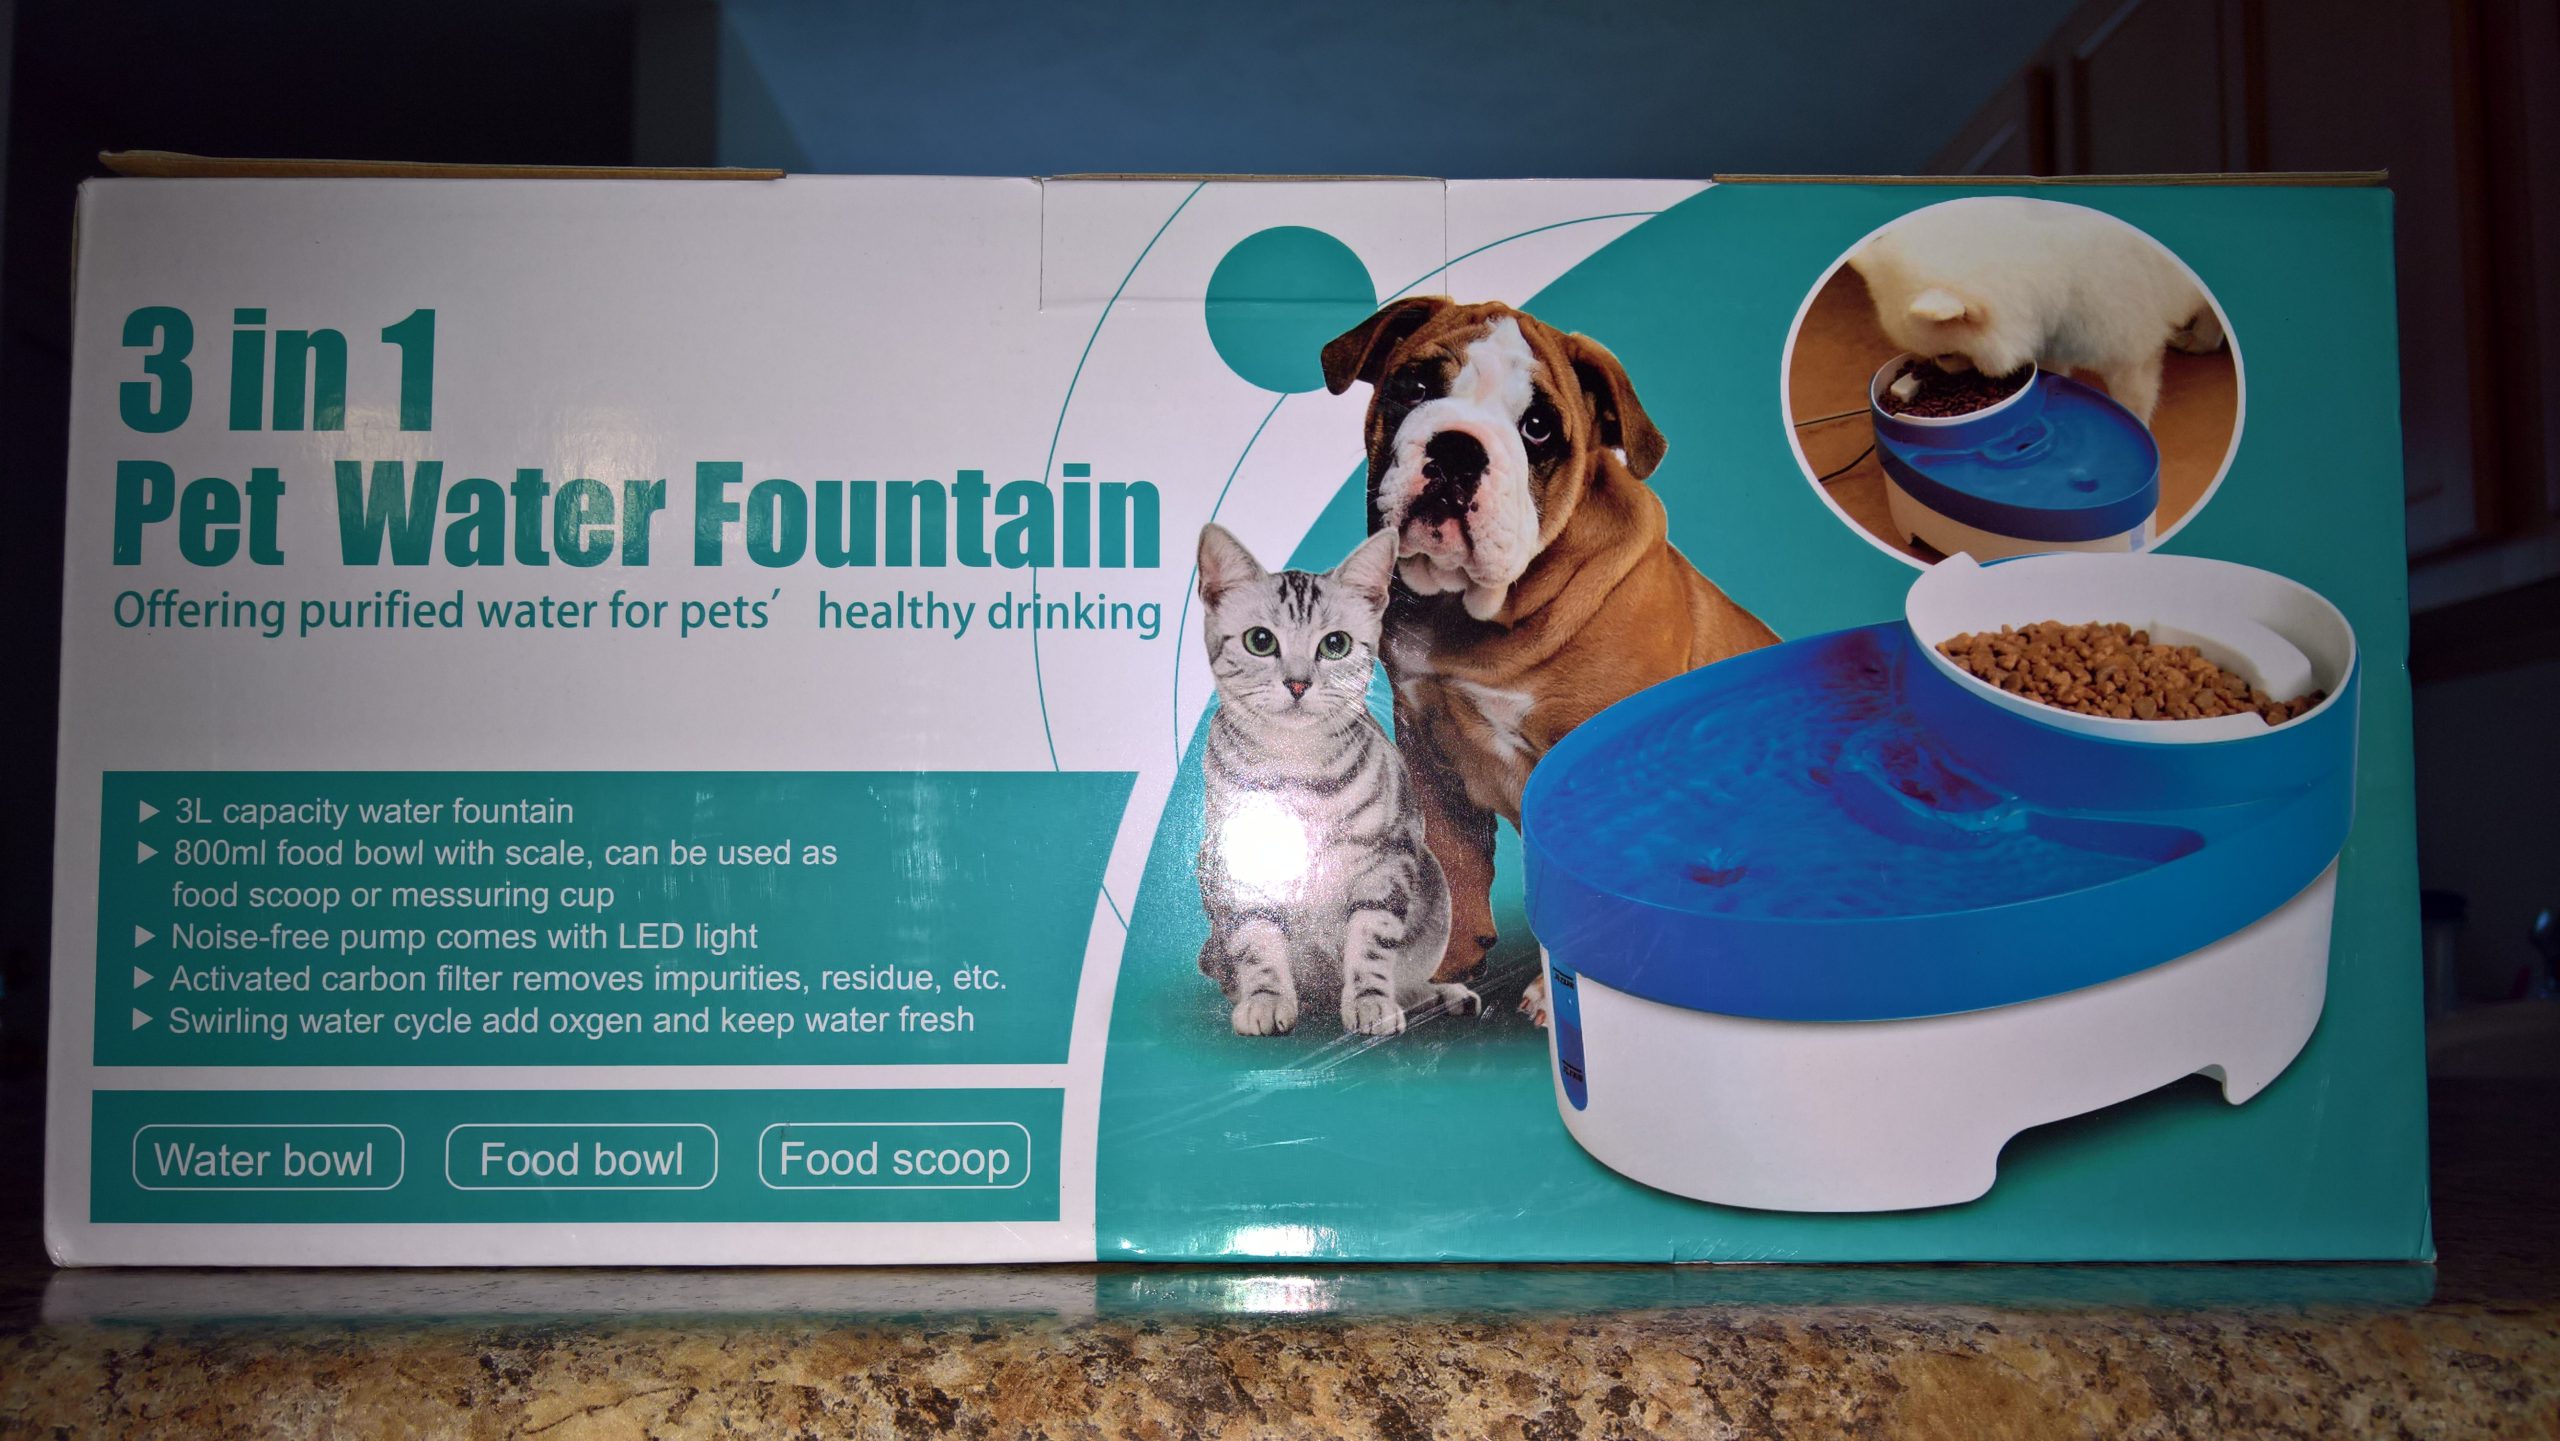 3 in 1
Pet Water Fountain
Offering purified water for pets' healthy drinking
▶ 3L capacity water fountain
▶ 800ml food bowl with scale, can be used as
food scoop or messuring cup
▶ Noise-free pump comes with LED light
▶ Activated carbon filter removes impurities, residue, etc.
▶ Swirling water cycle add oxgen and keep water fresh
Water bowl Food bowl Food scoop